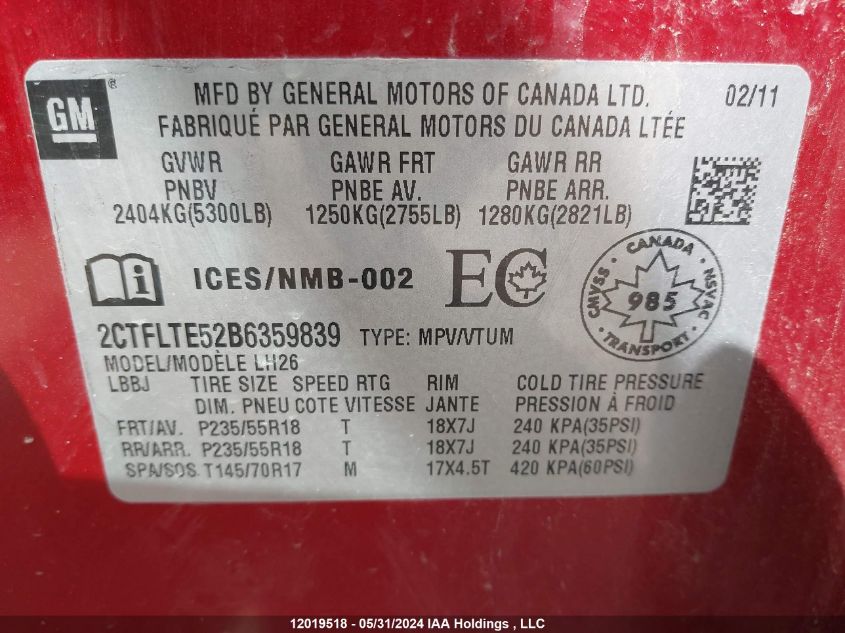 GM ®
MFD BY GENERAL MOTORS OF CANADA LTD. 02/11
FABRIQUÉ PAR GENERAL MOTORS DU CANADA LTÉE
GVWR GAWR FRT GAWR RR
PNBV PNBE AV. PNBE ARR.
2404KG(5300LB) 1250KG(2755LB) 1280KG(2821LB)
i ICES/NMB-002 EC
CANADA
CMVSS 985 NSVAC
TRANSPORT
2CTFLTE52B6359839 TYPE: MPV/VTUM
MODEL/MODÈLE LH26
LBBJ TIRE SIZE SPEED RTG RIM COLD TIRE PRESSURE
DIM. PNEU COTE VITESSE JANTE PRESSION À FROID
FRT/AV. P235/55R18 T 18X7J 240 KPA(35PSI)
RR/ARR. P235/55R18 T 18X7J 240 KPA(35PSI)
SPA/SOS T145/70R17 M 17X4.5T 420 KPA(60PSI)
12019518 - 05/31/2024 IAA Holdings , LLC